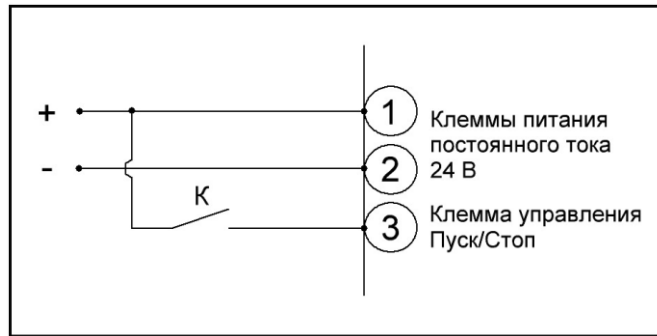 +
1
Клеммы питания
постоянного тока
24 В
-
2
К
3
Клемма управления
Пуск/Стоп